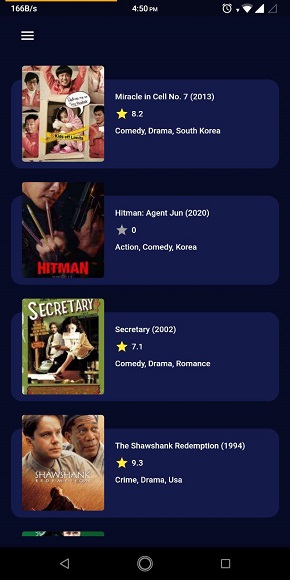 166B/s
4:50 PM
Miracle in Cell No. 7 (2013)
8.2
Comedy, Drama, South Korea
HITMAN
Hitman: Agent Jun (2020)
0
Action, Comedy, Korea
SECRETARY
Secretary (2002)
7.1
Comedy, Drama, Romance
SHAWSHANK
REDEMPTION
The Shawshank Redemption (1994)
9.3
Crime, Drama, Usa